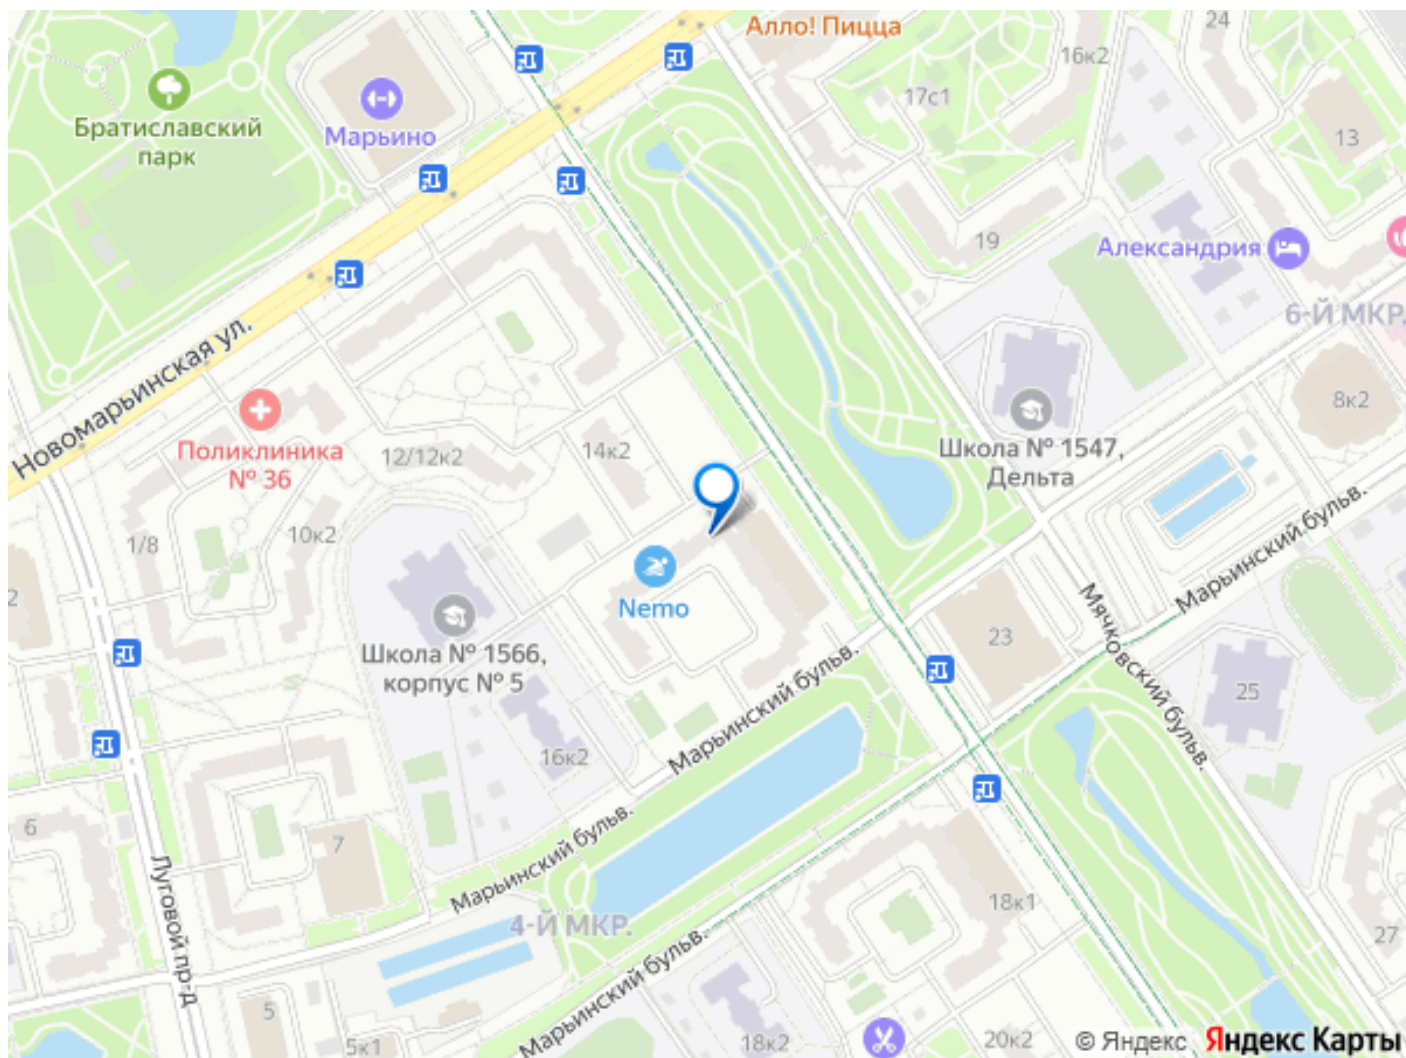 Алло! Пицца
24
16к2
17с1
Братиславский
парк
Марьино
13
19
Александрия
6-Й МКР.
Новомарьинская ул.
8к2
Поликлиника
№ 36
12/12к2
14к2
Школа № 1547,
Дельта
Марьинский бульв.
1/8
10к2
2
Nemo
Школа № 1566,
корпус № 5
Мячковский бульв.
23
25
Марьинский бульв.
16к2
6
7
Луговой пр-д
Марьинский бульв.
4-Й МКР.
18к1
27
Марьинский бульв.
5
5к1
18к2
20к2
© Яндекс Яндекс Карты